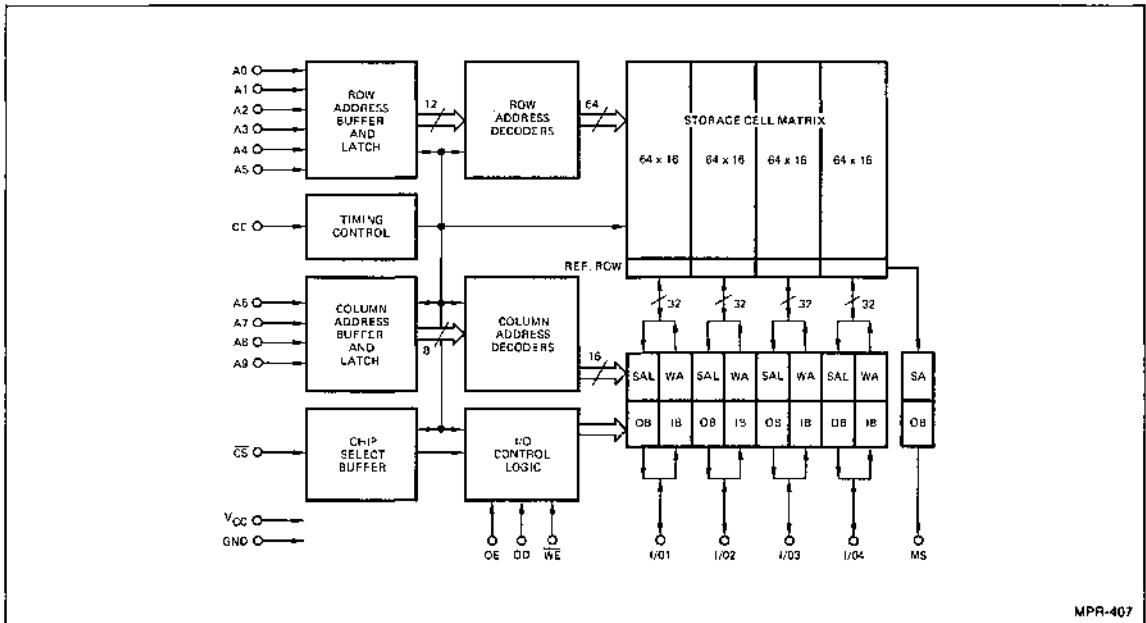 A0
A1
A2
A3
A4
A5
ROW
ADDRESS
BUFFER
AND
LATCH
12
ROW
ADDRESS
DECODERS
64
STORAGE CELL MATRIX
64 x 16
64 x 16
64 x 16
64 x 16
CE
TIMING
CONTROL
REF. ROW
32
32
32
32
A6
A7
A8
A9
COLUMN
ADDRESS
BUFFER
AND
LATCH
8
COLUMN
ADDRESS
DECODERS
16
SAL WA SAL WA SAL WA SAL WA SA
OB IB OB IB OB IB OB IB OB
CS
CHIP
SELECT
BUFFER
I/O
CONTROL
LOGIC
VCC
GND
OE OD WE I/O1 I/O2 I/O3 I/O4 MS
MPR-407